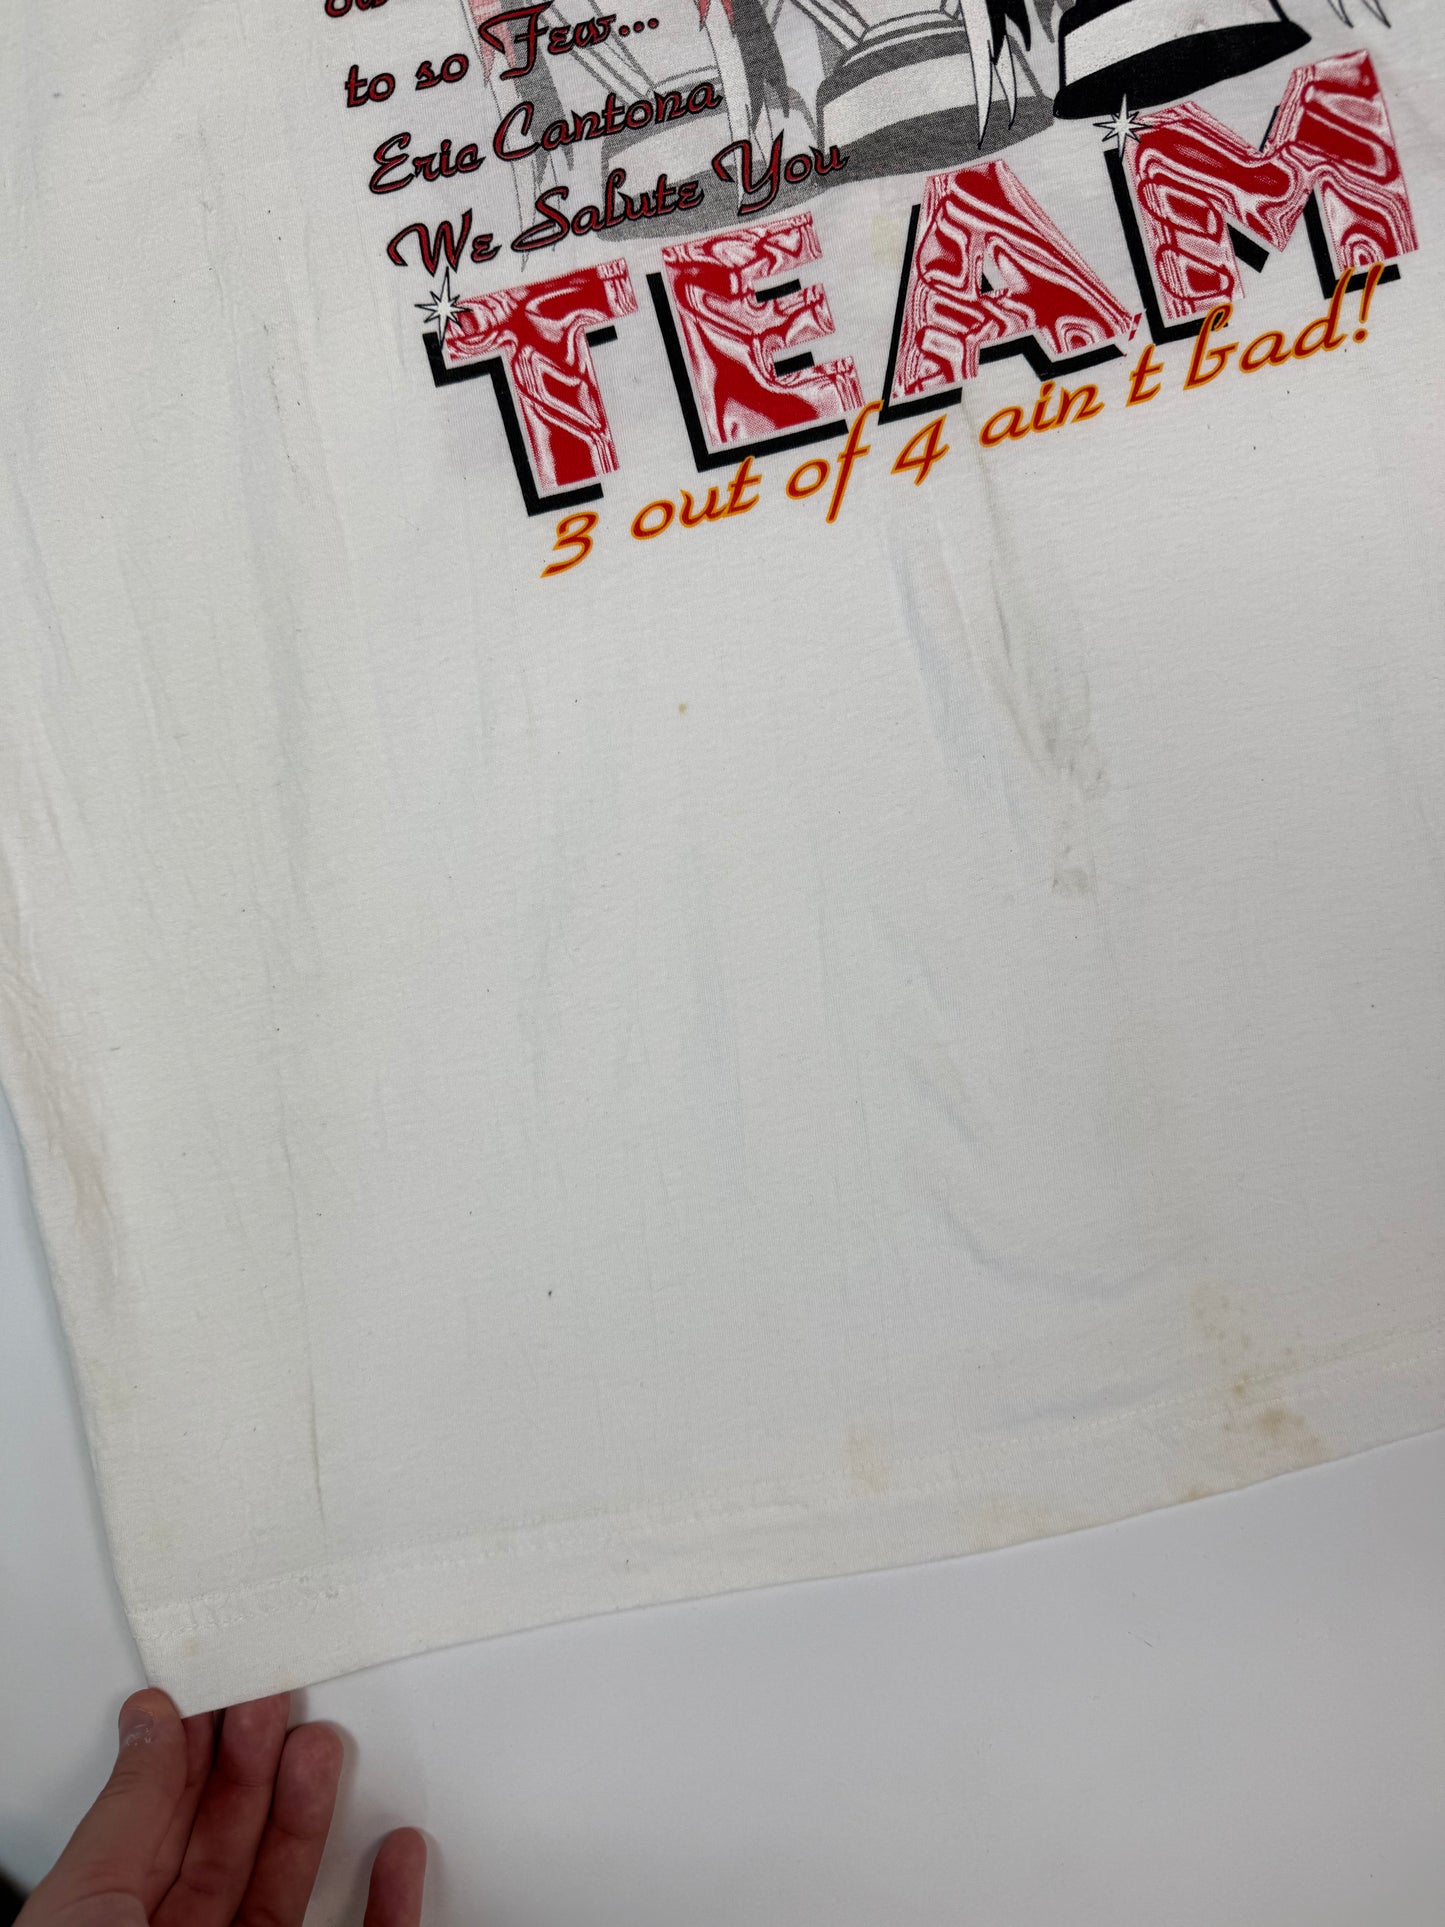 to so Few...
Eric Cantona
We Salute You
TEAM
3 out of 4 ain t bad!